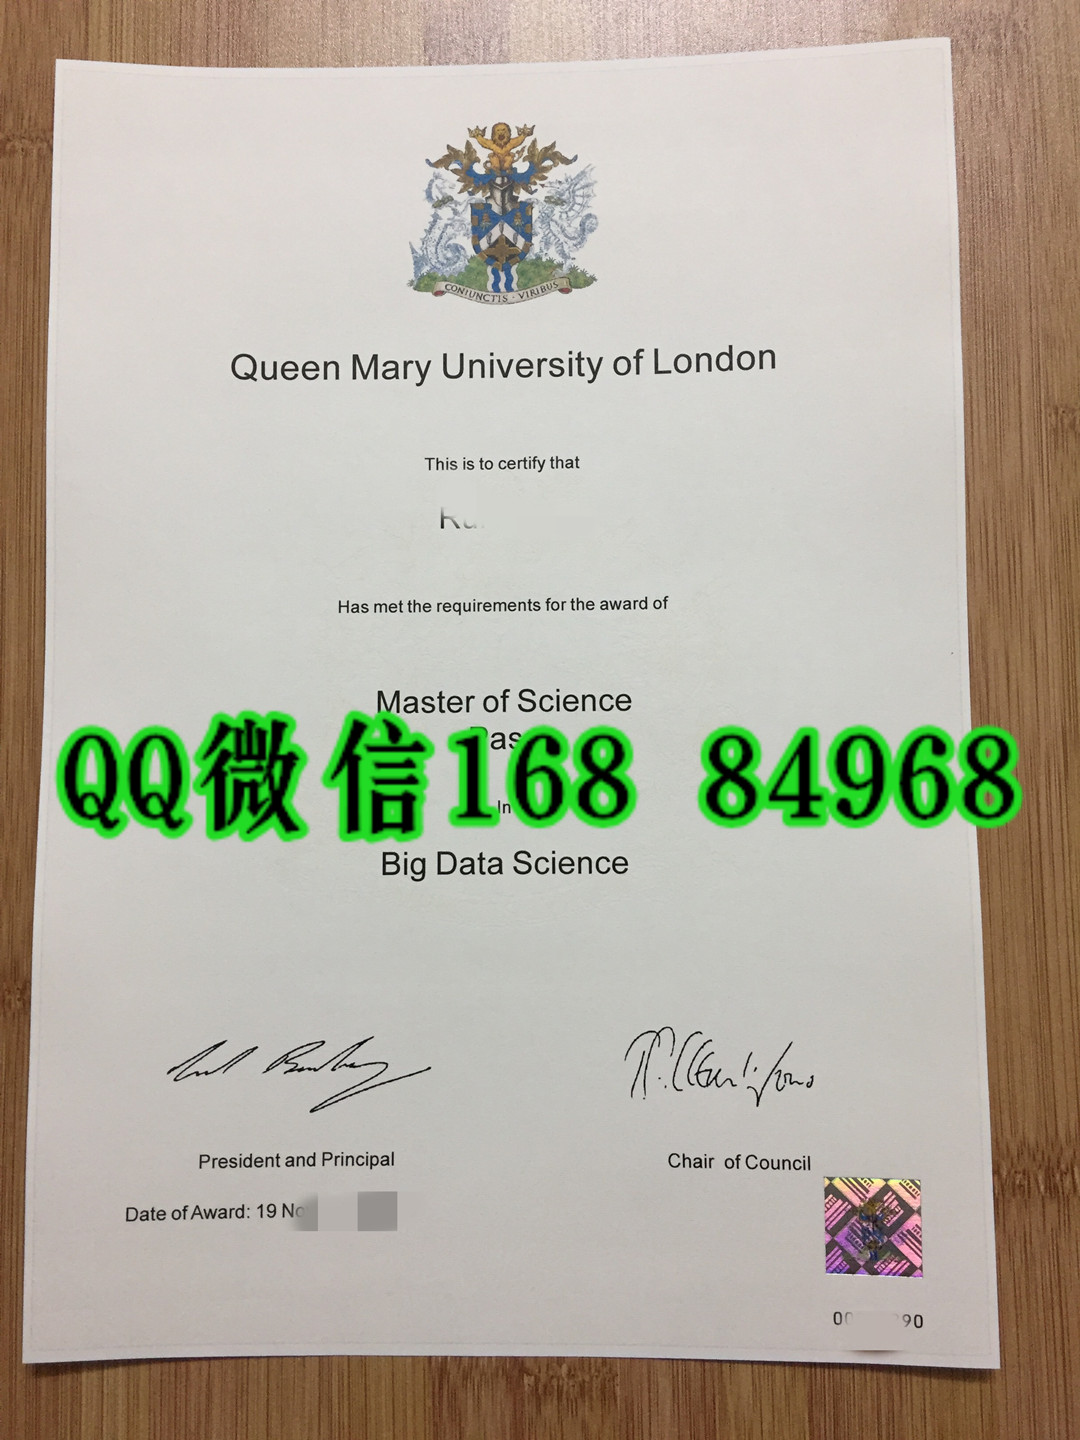 CONIUNCTIS · VIRIBUS
Queen Mary University of London
This is to certify that
Has met the requirements for the award of
Master of Science
QQ微信168 84968
In
Big Data Science
President and Principal
Chair of Council
Date of Award: 19